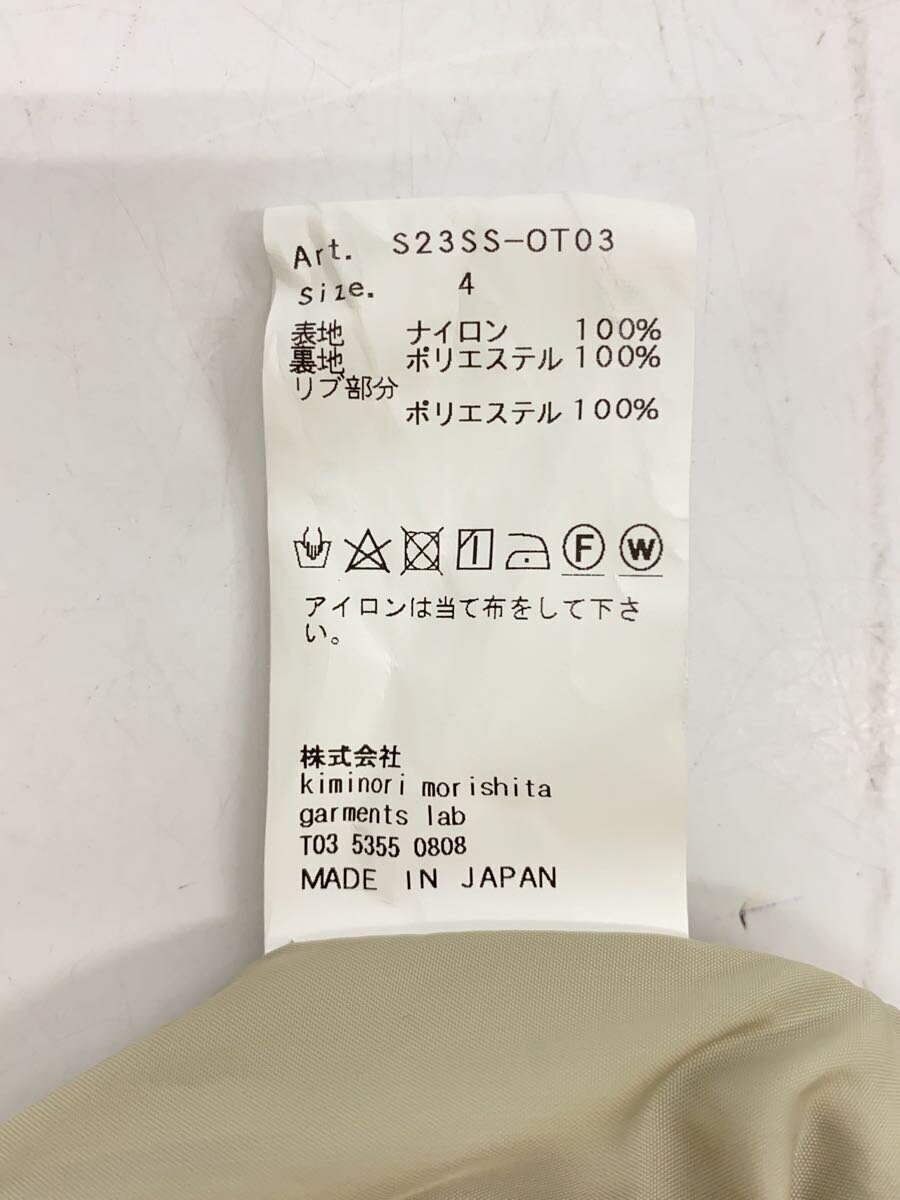 Art. S23SS-OT03
size. 4
表地 ナイロン 100%
裏地 ポリエステル 100%
リブ部分
ポリエステル 100%
F W
アイロンは当て布をして下さ
い。
株式会社
kiminori morishita
garments lab
T03 5355 0808
MADE IN JAPAN